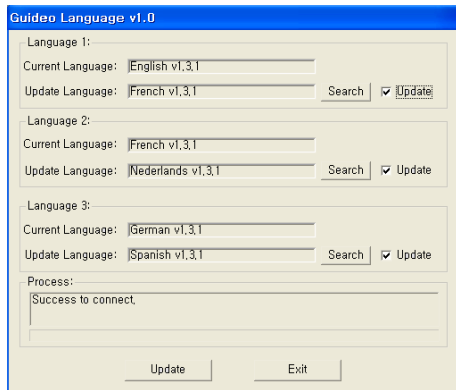 Guideo Language v1.0
Language 1:
Current Language: English v1.3.1
Update Language: French v1.3.1 Search Update
Language 2:
Current Language: French v1.3.1
Update Language: Nederlands v1.3.1 Search Update
Language 3:
Current Language: German v1.3.1
Update Language: Spanish v1.3.1 Search Update
Process:
Success to connect.
Update Exit